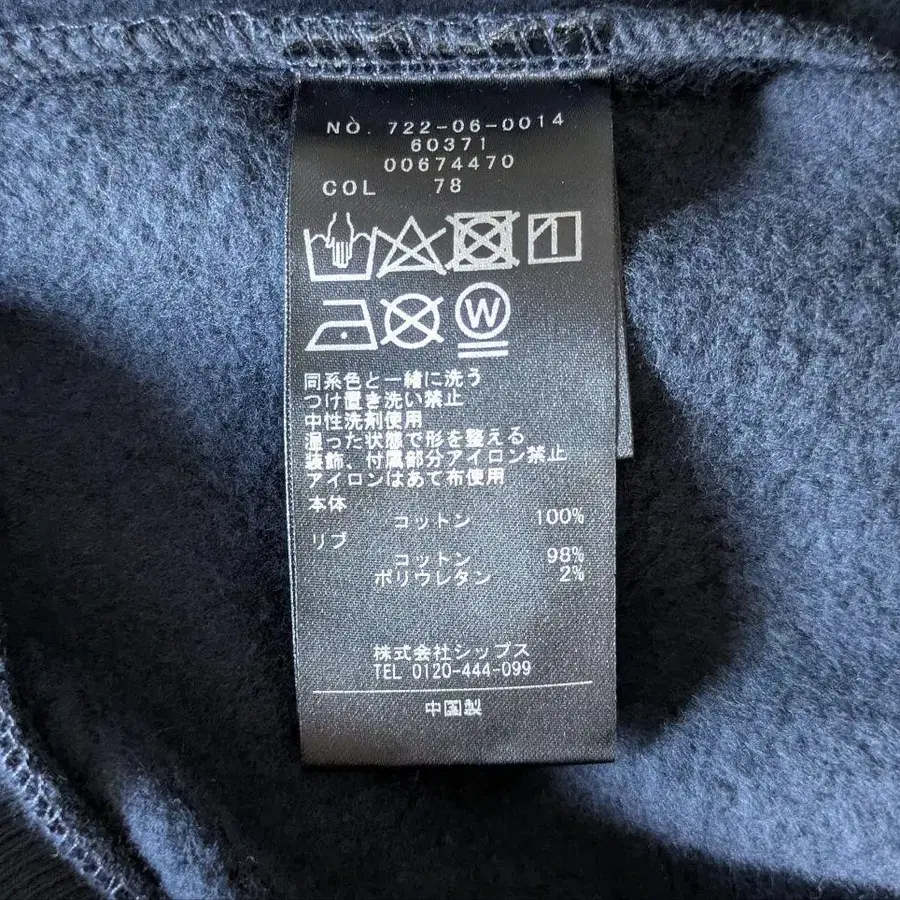 NO. 722-06-0014
60371
00674470
COL 78
W
同系色と一緒に洗う
つけ置き洗い禁止
中性洗剤使用
湿った状態で形を整える
装飾、付属部分アイロン禁止
アイロンはあて布使用
本体
コットン 100%
リブ
コットン 98%
ポリウレタン 2%
株式会社シップス
TEL 0120-444-099
中国製